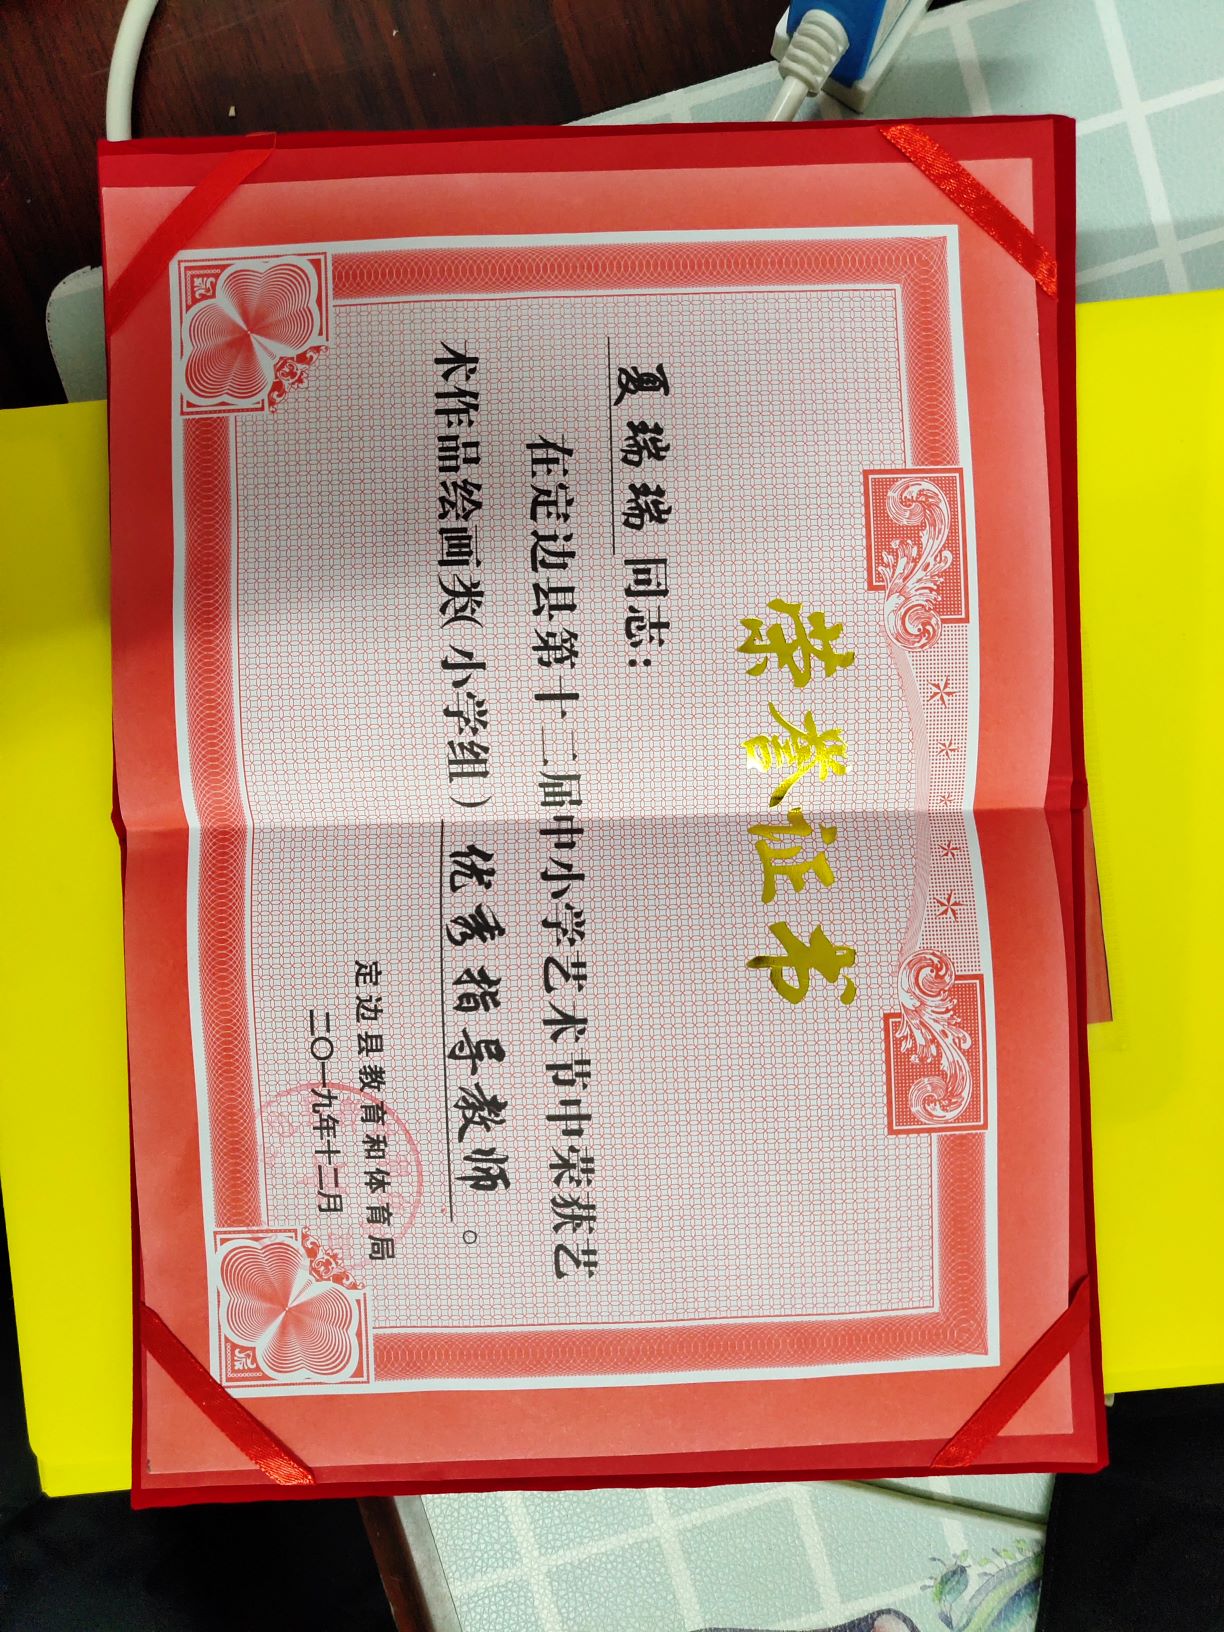 荣誉证书
夏瑞瑞 同志:
在定边县第十二届中小学艺术节中荣获艺
术作品绘画类(小学组)优秀指导教师。
定边县教育和体育局
二〇一九年十二月